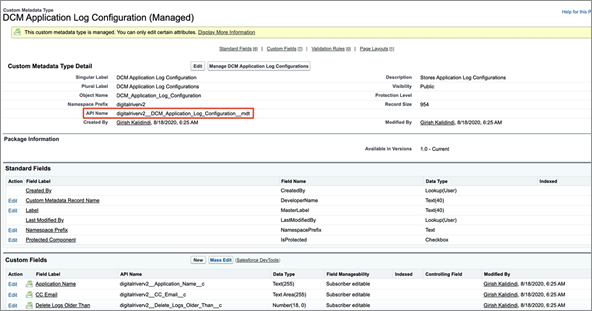 Custom Metadata Type
DCM Application Log Configuration (Managed)
Help for this P
This custom metadata type is managed. You can only edit certain attributes. Display More Information
Standard Fields [6] | Custom Fields [7] | Validation Rules [0] | Page Layouts [1]
Custom Metadata Type Detail Edit Manage DCM Application Log Configurations
Singular Label DCM Application Log Configuration Description Stores Application Log Configurations
Plural Label DCM Application Log Configurations Visibility Public
Object Name DCM_Application_Log_Configuration Protection Level
Namespace Prefix digitalriverv2 Record Size 954
API Name digitalriverv2__DCM_Application_Log_Configuration__mdt
Created By Girish Kalidindi, 8/18/2020, 6:25 AM Modified By Girish Kalidindi, 8/18/2020, 6:25 AM
Package Information
Available in Versions 1.0 - Current
Standard Fields
Action Field Label Field Name Data Type Indexed
Created By CreatedBy Lookup(User)
Edit Custom Metadata Record Name DeveloperName Text(40)
Edit Label MasterLabel Text(40)
Last Modified By LastModifiedBy Lookup(User)
Edit Namespace Prefix NamespacePrefix Text
Edit Protected Component IsProtected Checkbox
Custom Fields New Mass Edit (Salesforce DevTools)
Action Field Label API Name Data Type Field Manageability Indexed Controlling Field Modified By
Edit Application Name digitalriverv2__Application_Name__c Text(255) Subscriber editable Girish Kalidindi, 8/18/2020, 6:25 AM
Edit CC Email digitalriverv2__CC_Email__c Text Area(255) Subscriber editable Girish Kalidindi, 8/18/2020, 6:25 AM
Edit Delete Logs Older Than digitalriverv2__Delete_Logs_Older_Than__c Number(18, 0) Subscriber editable Girish Kalidindi, 8/18/2020, 6:25 AM